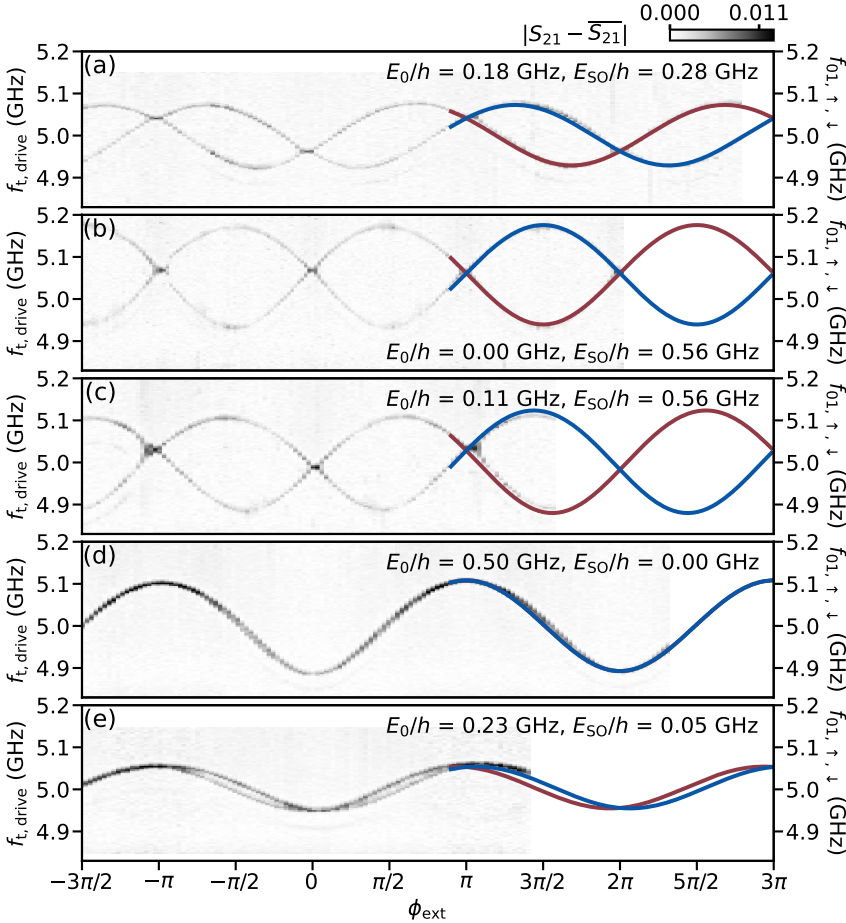 0.000 0.011
|S21 − S21|
(a) E0/h = 0.18 GHz, ESO/h = 0.28 GHz
5.2 5.2
5.1 5.1
5.0 5.0
4.9 4.9
ft,drive (GHz) f01,↑,↓ (GHz)
(b)
5.2 5.2
5.1 5.1
5.0 5.0
4.9 4.9
ft,drive (GHz) f01,↑,↓ (GHz)
E0/h = 0.00 GHz, ESO/h = 0.56 GHz
(c) E0/h = 0.11 GHz, ESO/h = 0.56 GHz
5.2 5.2
5.1 5.1
5.0 5.0
4.9 4.9
ft,drive (GHz) f01,↑,↓ (GHz)
(d) E0/h = 0.50 GHz, ESO/h = 0.00 GHz
5.2 5.2
5.1 5.1
5.0 5.0
4.9 4.9
ft,drive (GHz) f01,↑,↓ (GHz)
(e) E0/h = 0.23 GHz, ESO/h = 0.05 GHz
5.2 5.2
5.1 5.1
5.0 5.0
4.9 4.9
ft,drive (GHz) f01,↑,↓ (GHz)
−3π/2 −π −π/2 0 π/2 π 3π/2 2π 5π/2 3π
ϕext